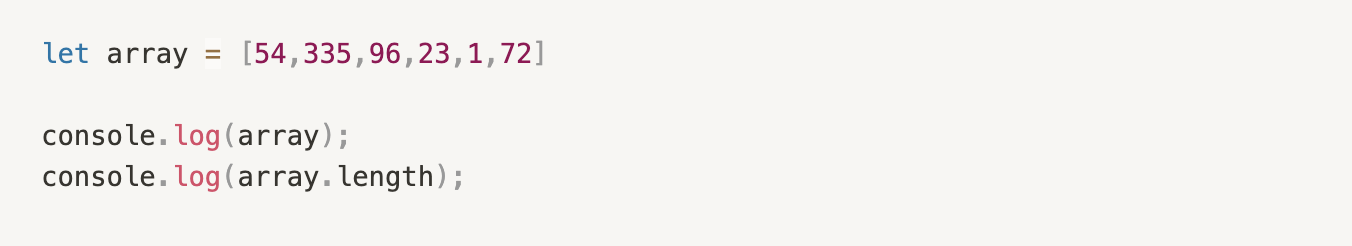 let array = [54,335,96,23,1,72]
console.log(array);
console.log(array.length);